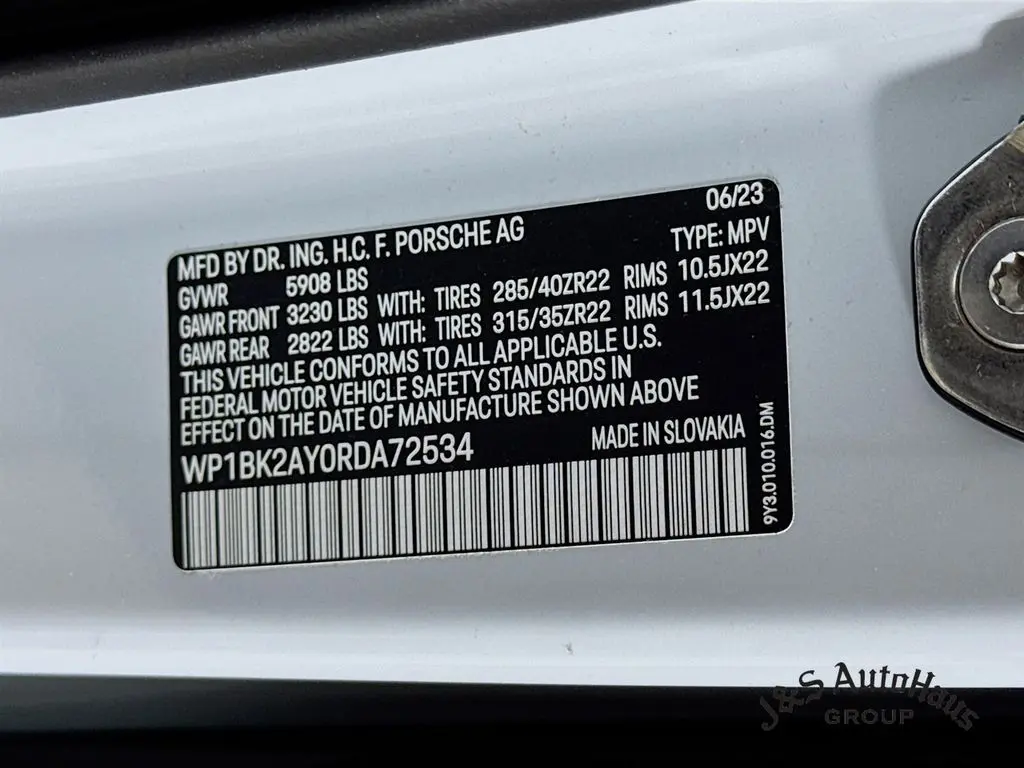 06/23
MFD BY DR. ING. H.C. F. PORSCHE AG
TYPE: MPV
GVWR 5908 LBS
GAWR FRONT 3230 LBS WITH: TIRES 285/40ZR22 RIMS 10.5JX22
GAWR REAR 2822 LBS WITH: TIRES 315/35ZR22 RIMS 11.5JX22
THIS VEHICLE CONFORMS TO ALL APPLICABLE U.S.
FEDERAL MOTOR VEHICLE SAFETY STANDARDS IN
EFFECT ON THE DATE OF MANUFACTURE SHOWN ABOVE
WP1BK2AY0RDA72534
MADE IN SLOVAKIA
9Y3.010.016.DM
J&S AutoHaus
GROUP